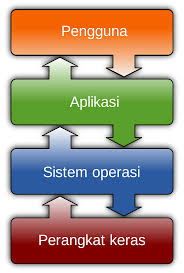 Pengguna
Aplikasi
Sistem operasi
Perangkat keras